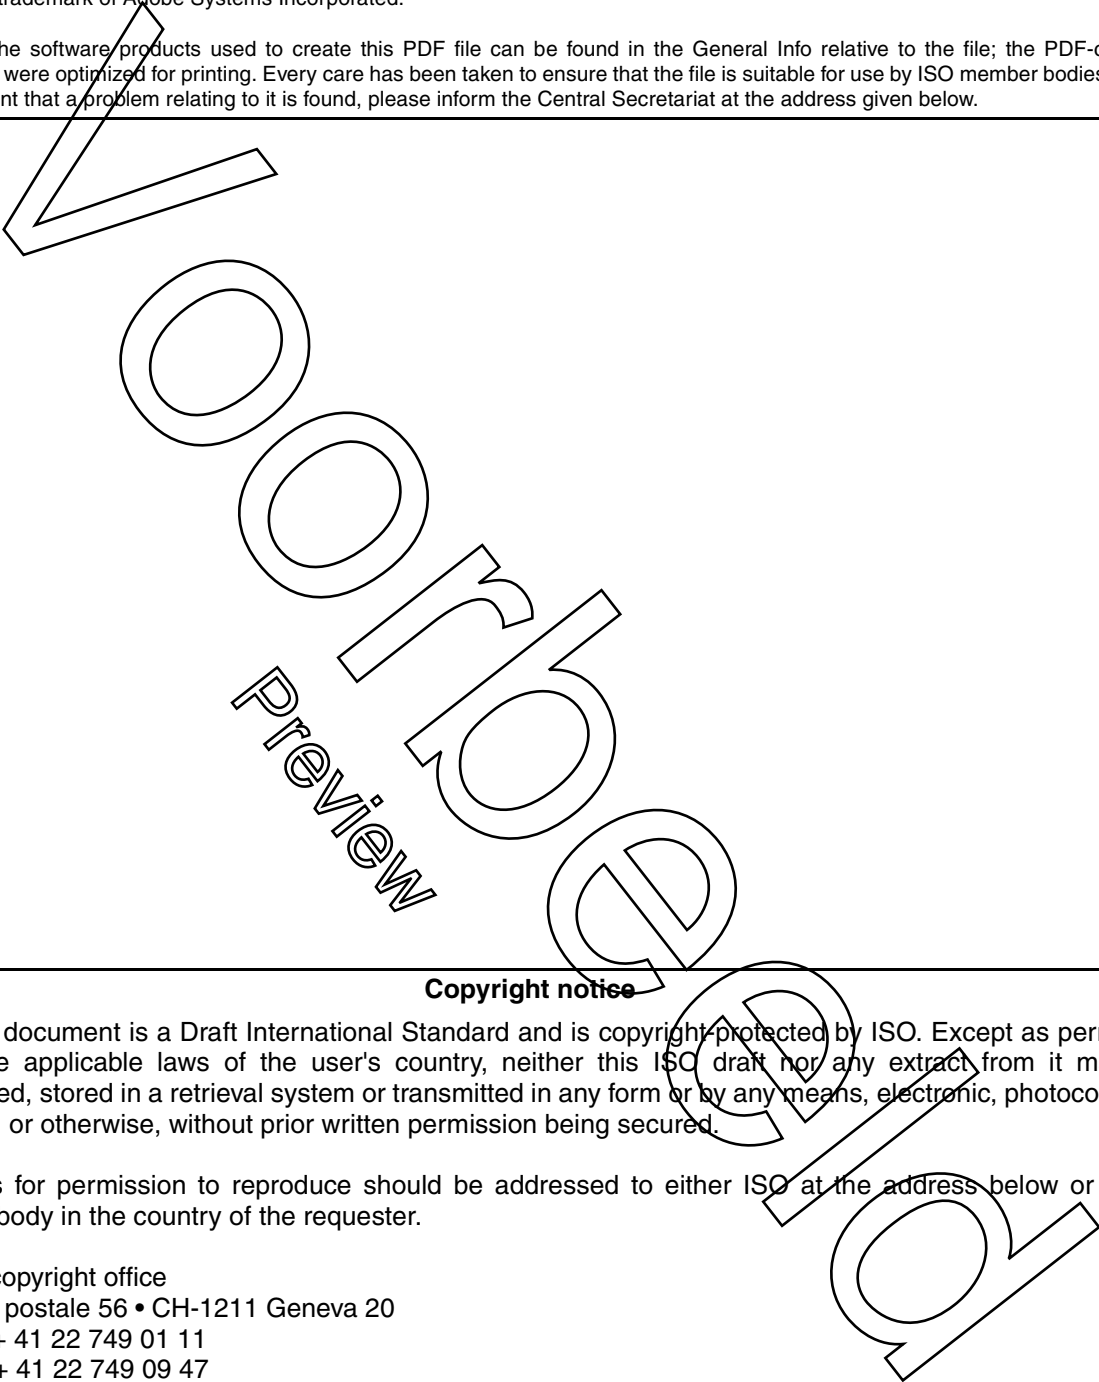 trademark of Adobe Systems Incorporated.
he software products used to create this PDF file can be found in the General Info relative to the file; the PDF-c
were optimized for printing. Every care has been taken to ensure that the file is suitable for use by ISO member bodies
nt that a problem relating to it is found, please inform the Central Secretariat at the address given below.
Voorbeeld
Preview
Copyright notice
document is a Draft International Standard and is copyright-protected by ISO. Except as perm
e applicable laws of the user's country, neither this ISO draft nor any extract from it m
ed, stored in a retrieval system or transmitted in any form or by any means, electronic, photoco
or otherwise, without prior written permission being secured.
s for permission to reproduce should be addressed to either ISO at the address below or
body in the country of the requester.
copyright office
postale 56 • CH-1211 Geneva 20
+ 41 22 749 01 11
+ 41 22 749 09 47